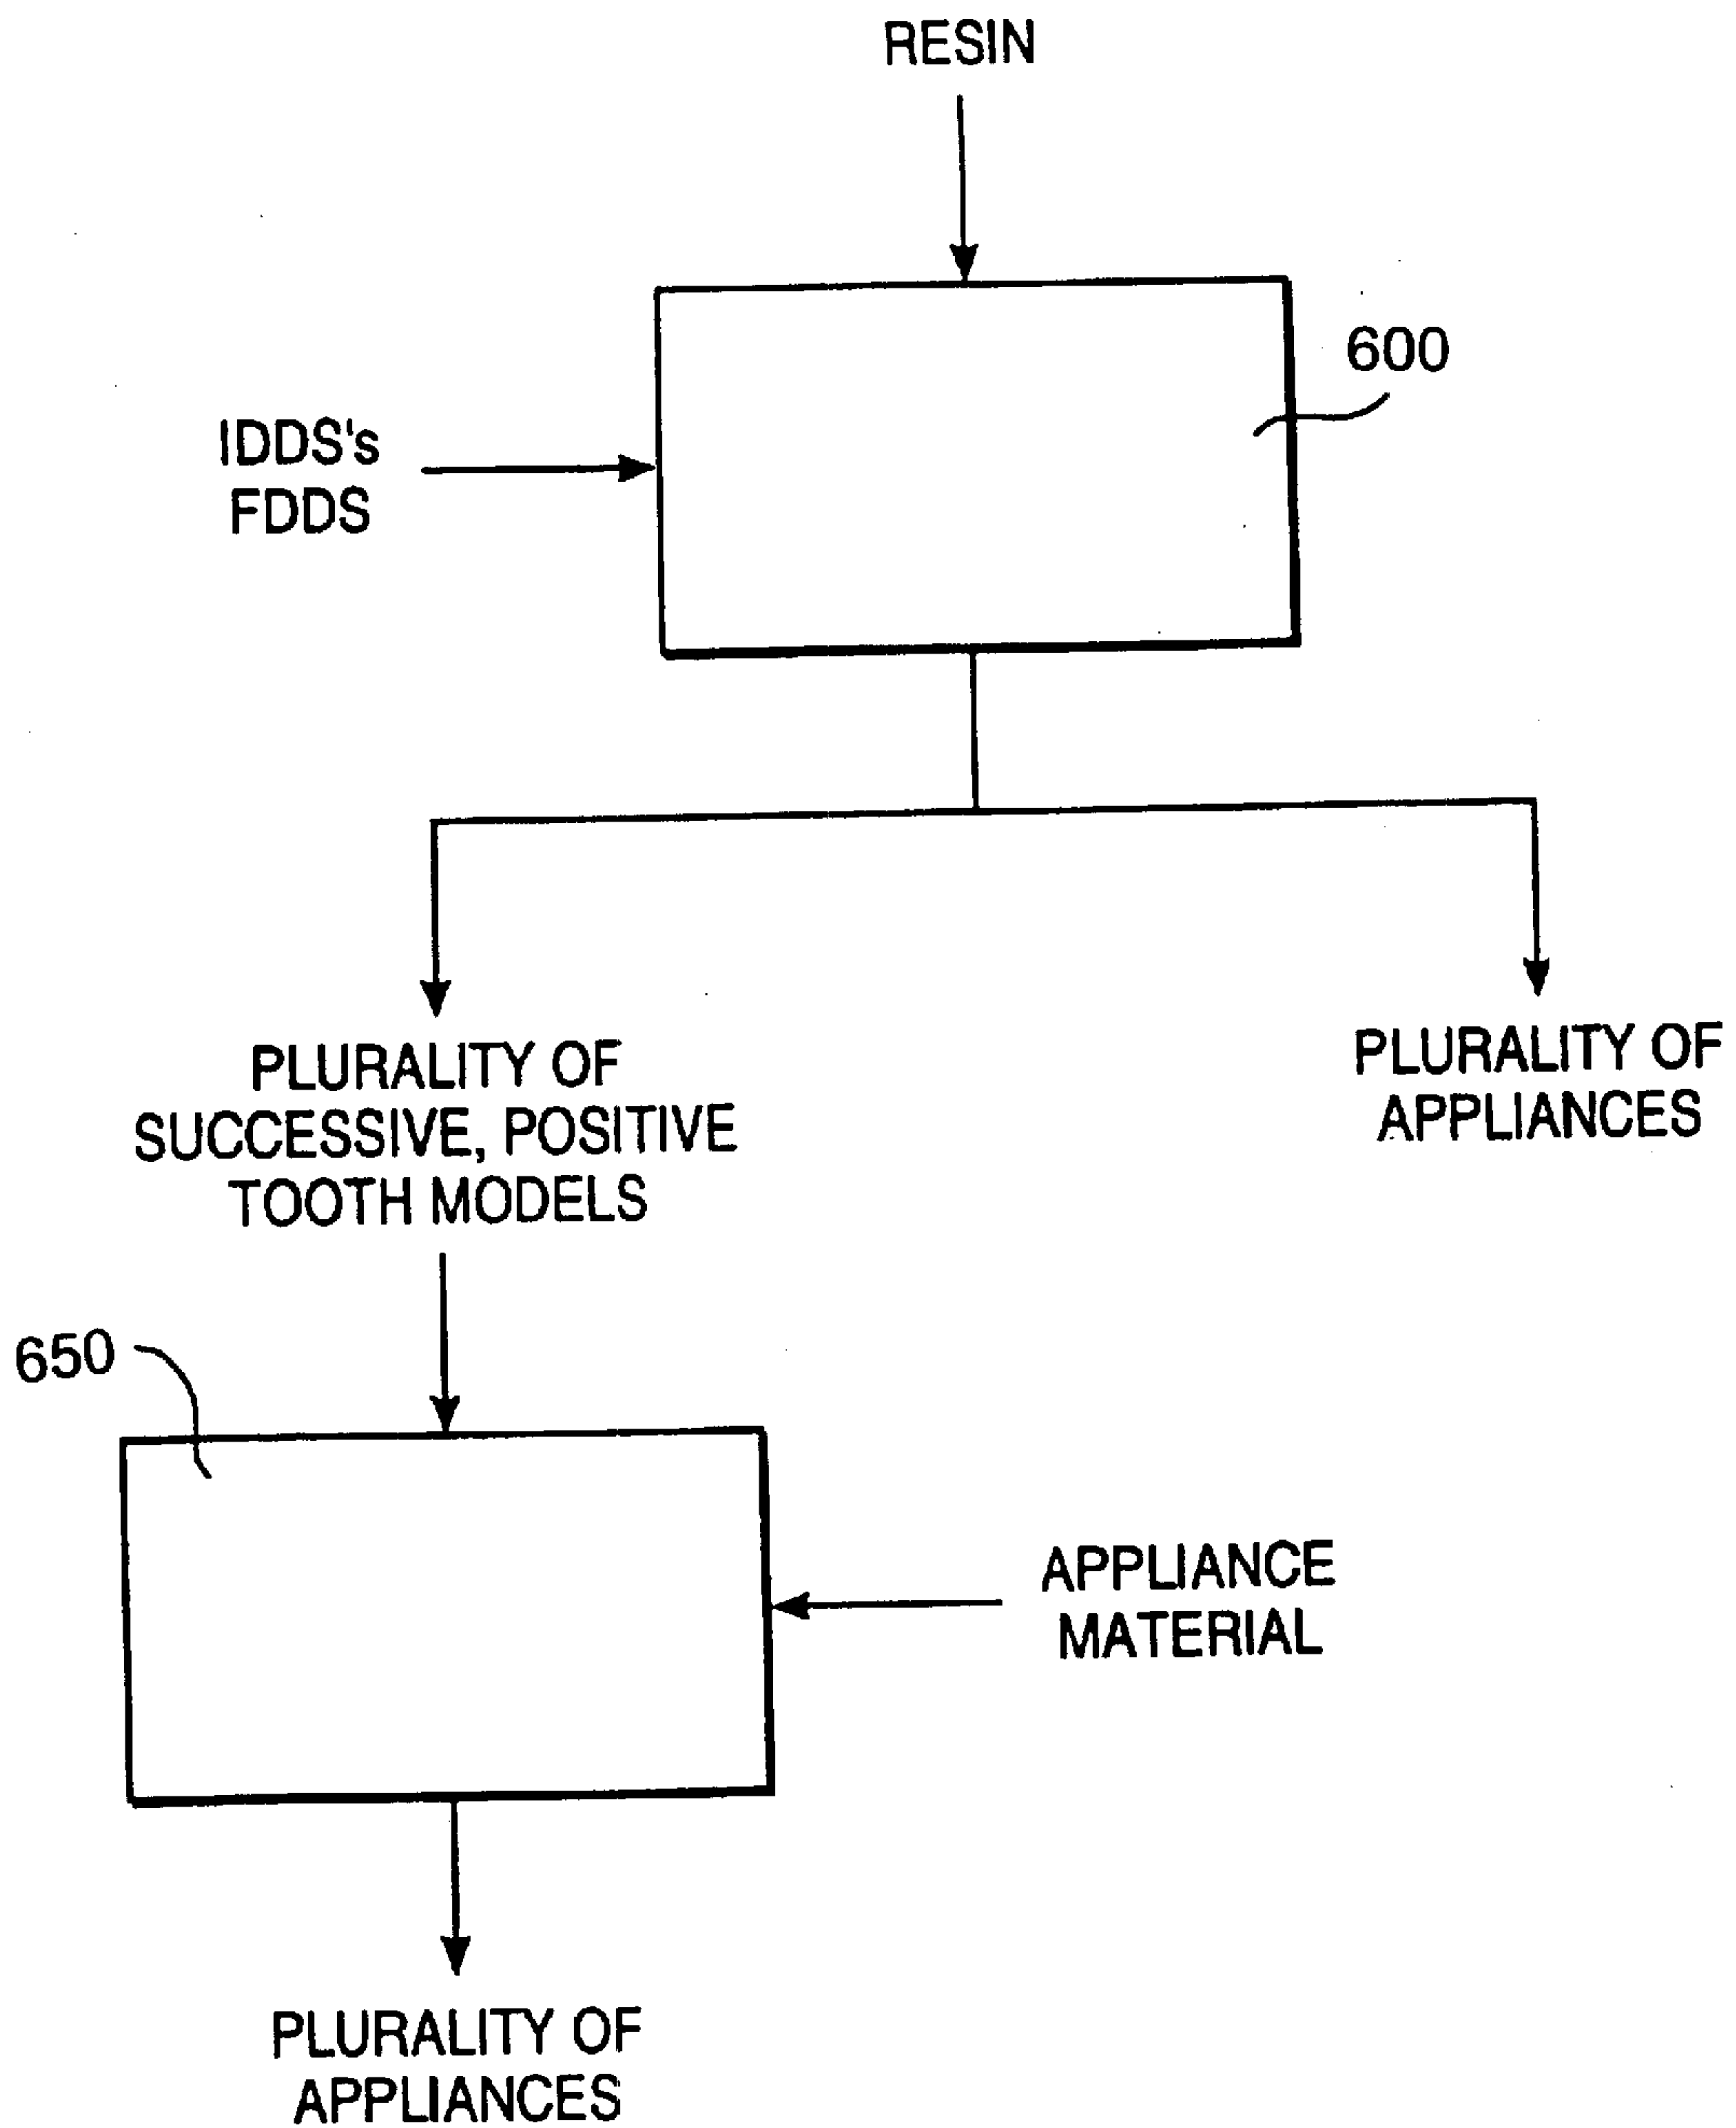 RESIN
600
IDDS's
FDDS
PLURALITY OF
SUCCESSIVE, POSITIVE
TOOTH MODELS
PLURALITY OF
APPLIANCES
650
APPLIANCE
MATERIAL
PLURALITY OF
APPLIANCES